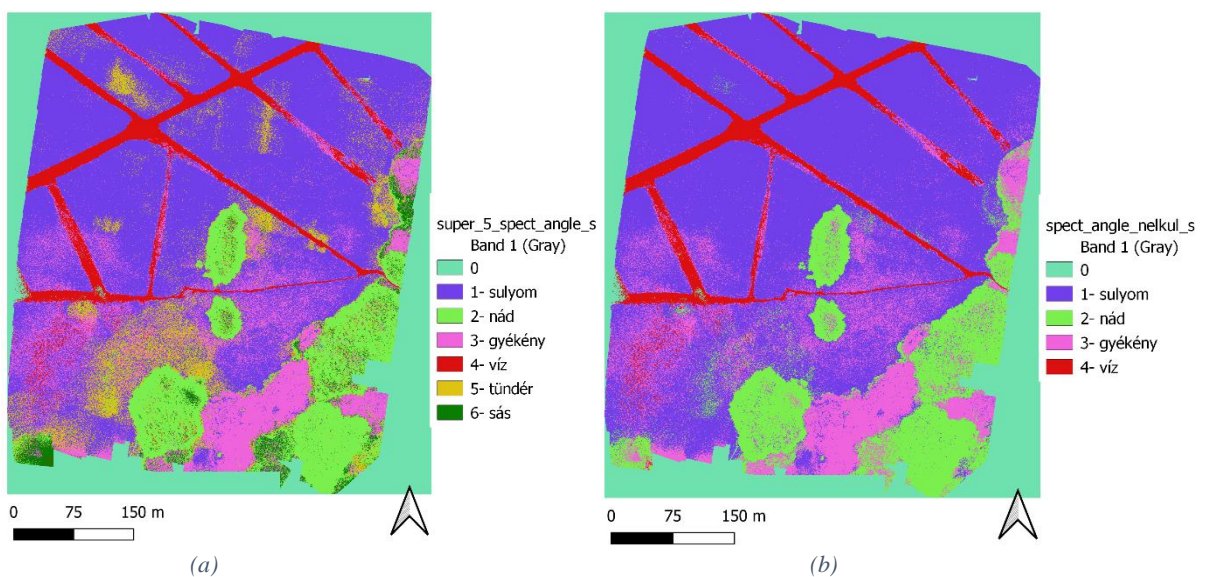 super_5_spect_angle_s
Band 1 (Gray)
0
1- sulyom
2- nád
3- gyékény
4- víz
5- tündér
6- sás
0 75 150 m
(a)
spect_angle_nelkul_s
Band 1 (Gray)
0
1- sulyom
2- nád
3- gyékény
4- víz
0 75 150 m
(b)